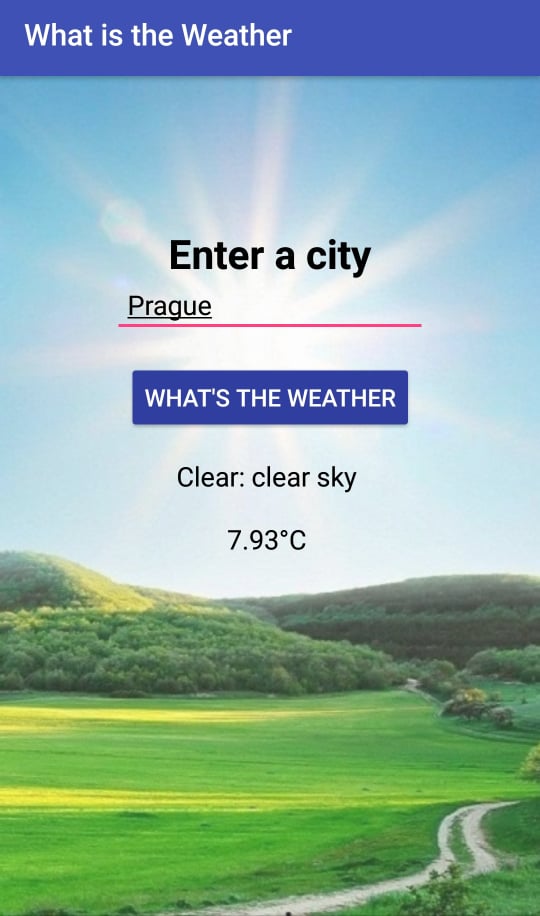 What is the Weather
Enter a city
Prague
WHAT'S THE WEATHER
Clear: clear sky
7.93°C